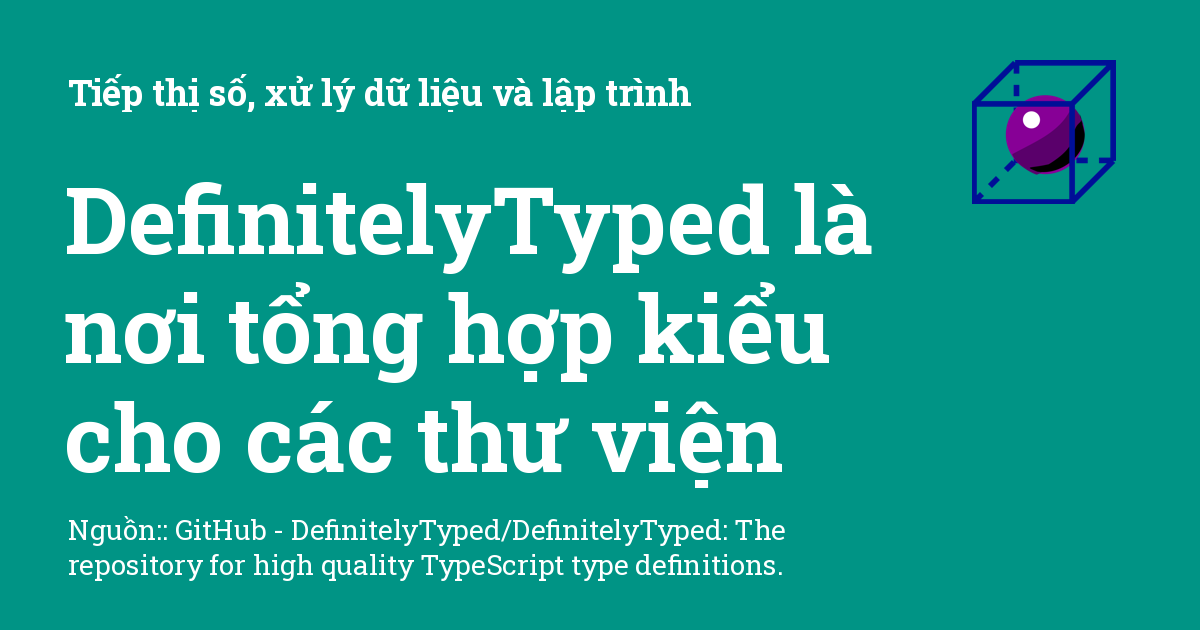 Tiếp thị số, xử lý dữ liệu và lập trình
DefinitelyTyped là
nơi tổng hợp kiểu
cho các thư viện
Nguồn:: GitHub - DefinitelyTyped/DefinitelyTyped: The
repository for high quality TypeScript type definitions.